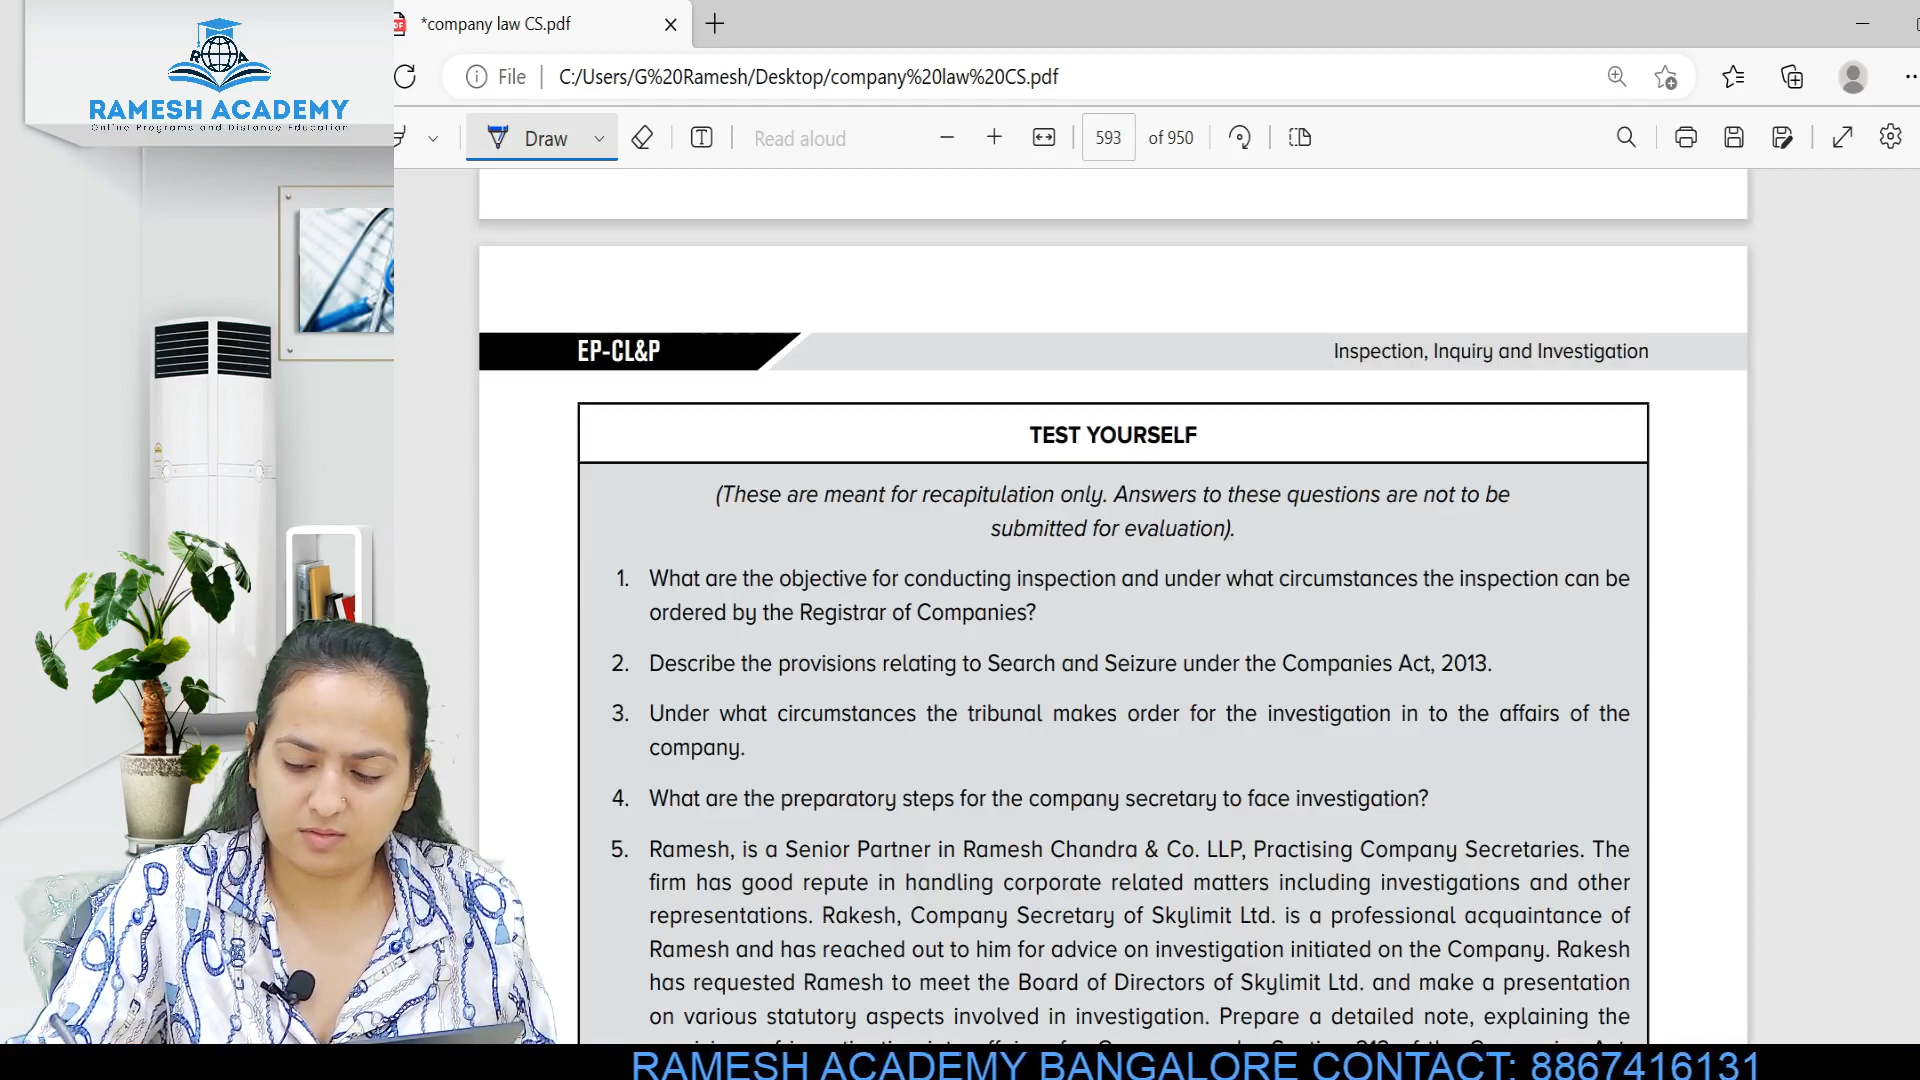 RAMESH ACADEMY
Online Programs and Distance Education
*company law CS.pdf
File
C:/Users/G%20Ramesh/Desktop/company%20law%20CS.pdf
Draw
Read aloud
593 of 950
EP-CL&P
Inspection, Inquiry and Investigation
TEST YOURSELF
(These are meant for recapitulation only. Answers to these questions are not to be
submitted for evaluation).
1. What are the objective for conducting inspection and under what circumstances the inspection can be
ordered by the Registrar of Companies?
2. Describe the provisions relating to Search and Seizure under the Companies Act, 2013.
3. Under what circumstances the tribunal makes order for the investigation in to the affairs of the
company.
4. What are the preparatory steps for the company secretary to face investigation?
5. Ramesh, is a Senior Partner in Ramesh Chandra & Co. LLP, Practising Company Secretaries. The
firm has good repute in handling corporate related matters including investigations and other
representations. Rakesh, Company Secretary of Skylimit Ltd. is a professional acquaintance of
Ramesh and has reached out to him for advice on investigation initiated on the Company. Rakesh
has requested Ramesh to meet the Board of Directors of Skylimit Ltd. and make a presentation
on various statutory aspects involved in investigation. Prepare a detailed note, explaining the
RAMESH ACADEMY BANGALORE CONTACT: 8867416131